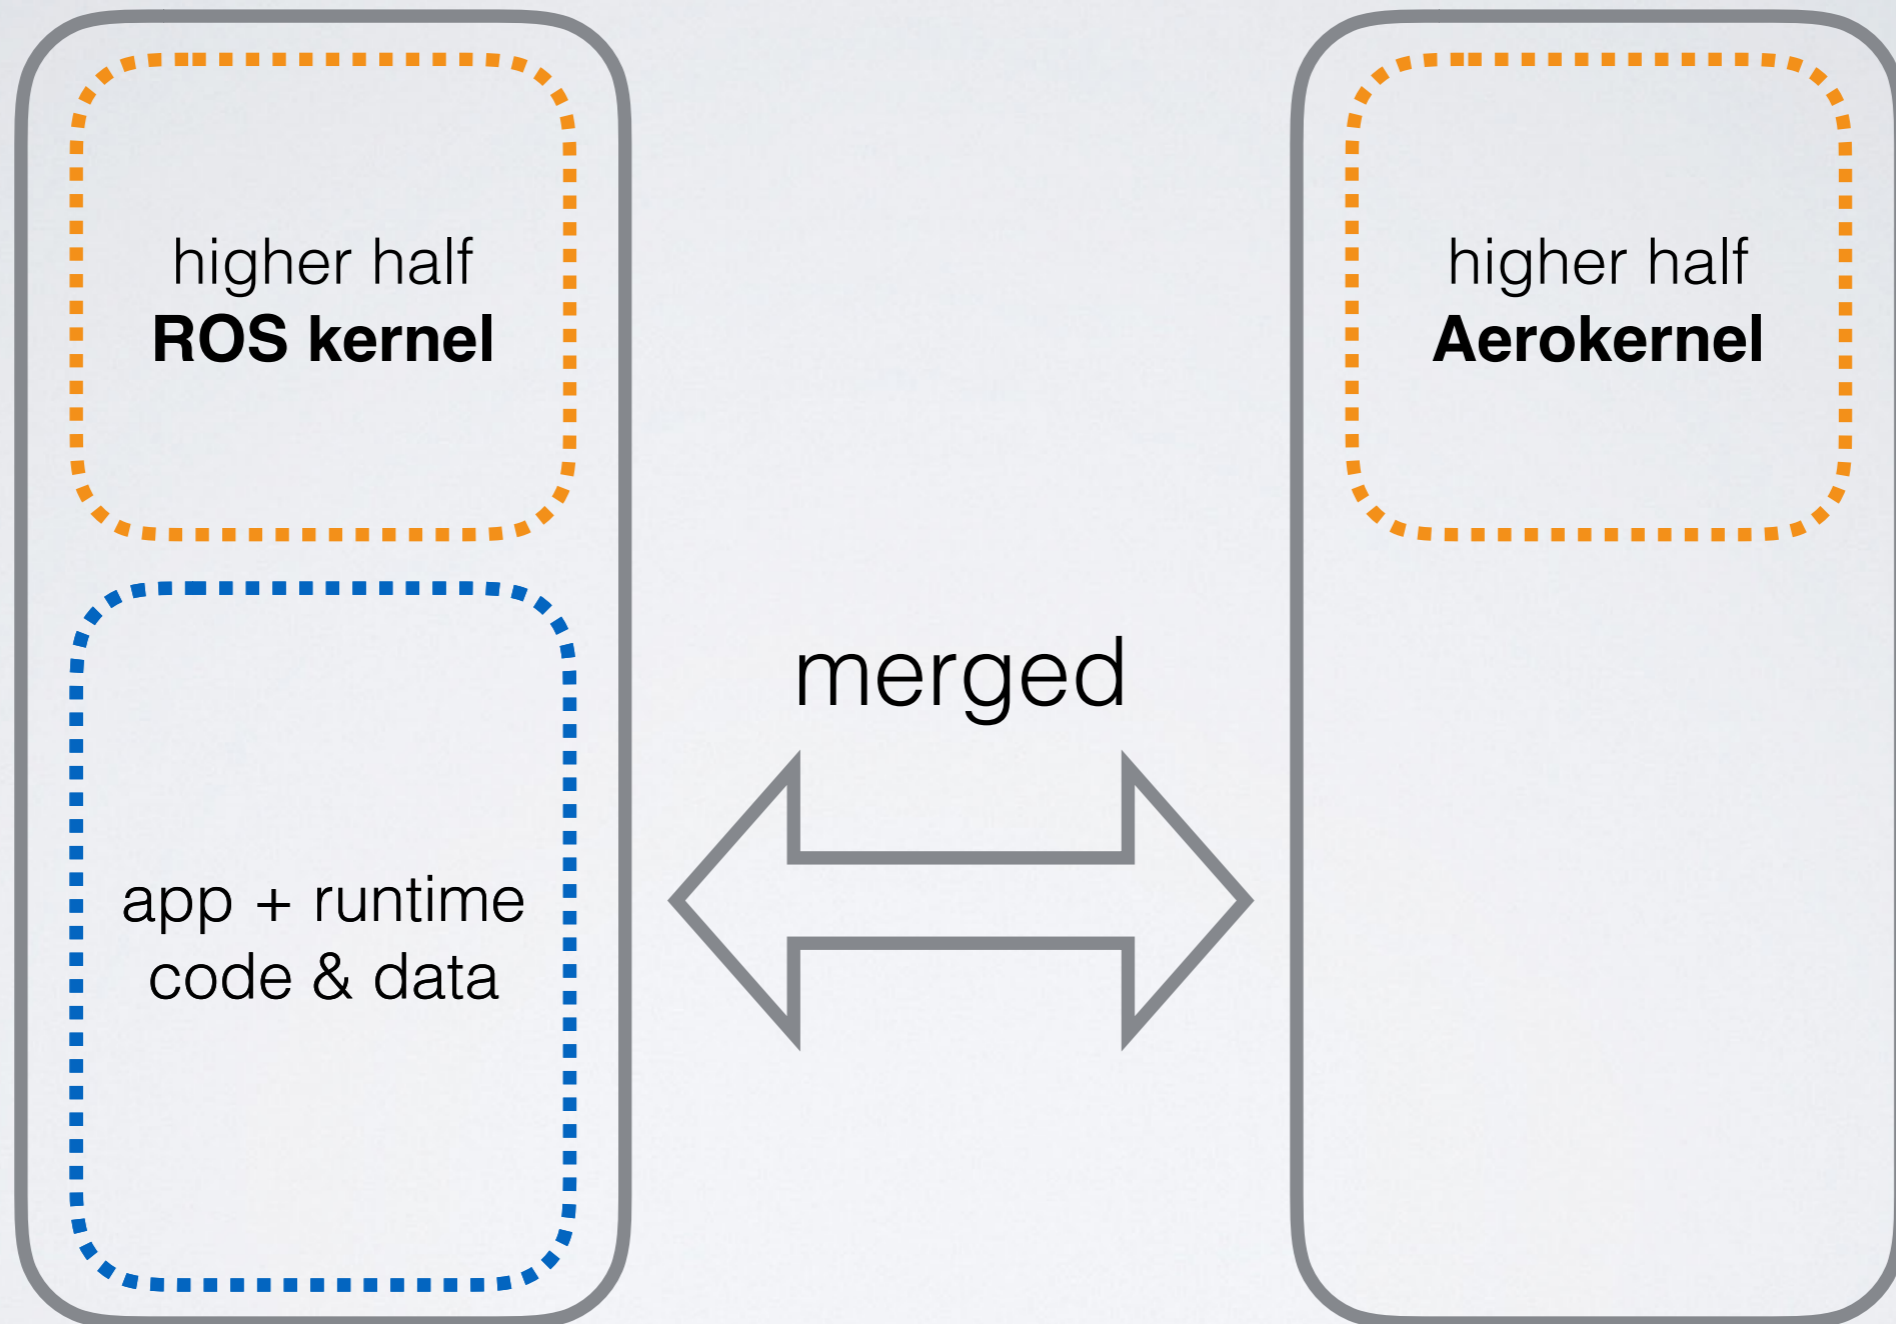 higher half
ROS kernel
higher half
Aerokernel
merged
app + runtime
code & data